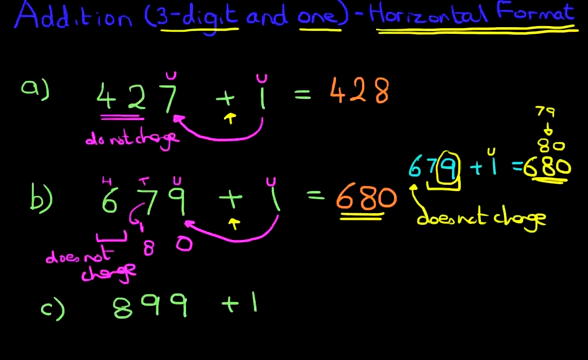 Addition (3-digit and one) - Horizontal Format
U U
a) 427 + 1 = 428
do not change
79
80
U
679 + 1 = 680
does not change
H T U U
b) 679 + 1 = 680
1
8 0
does not change
c) 899 + 1